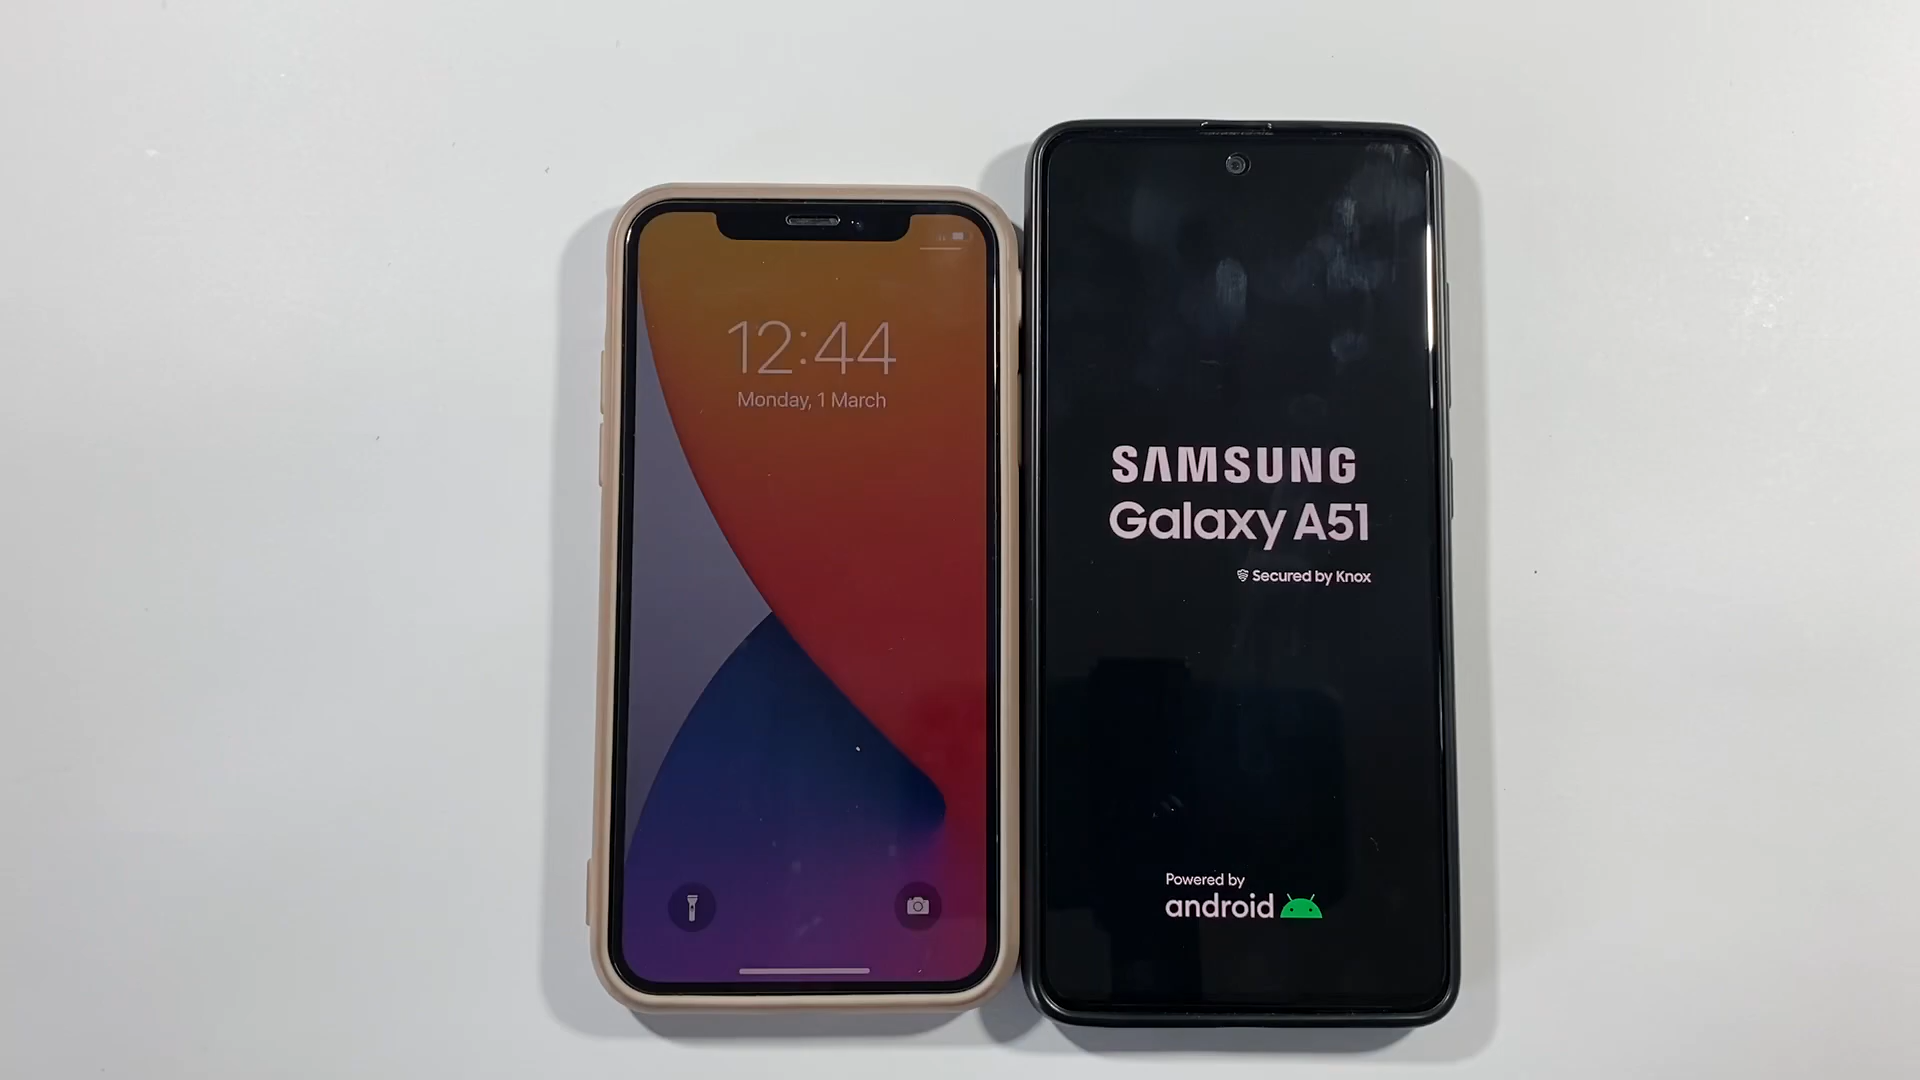 12:44
Monday, 1 March
SAMSUNG
Galaxy A51
Secured by Knox
Powered by
android